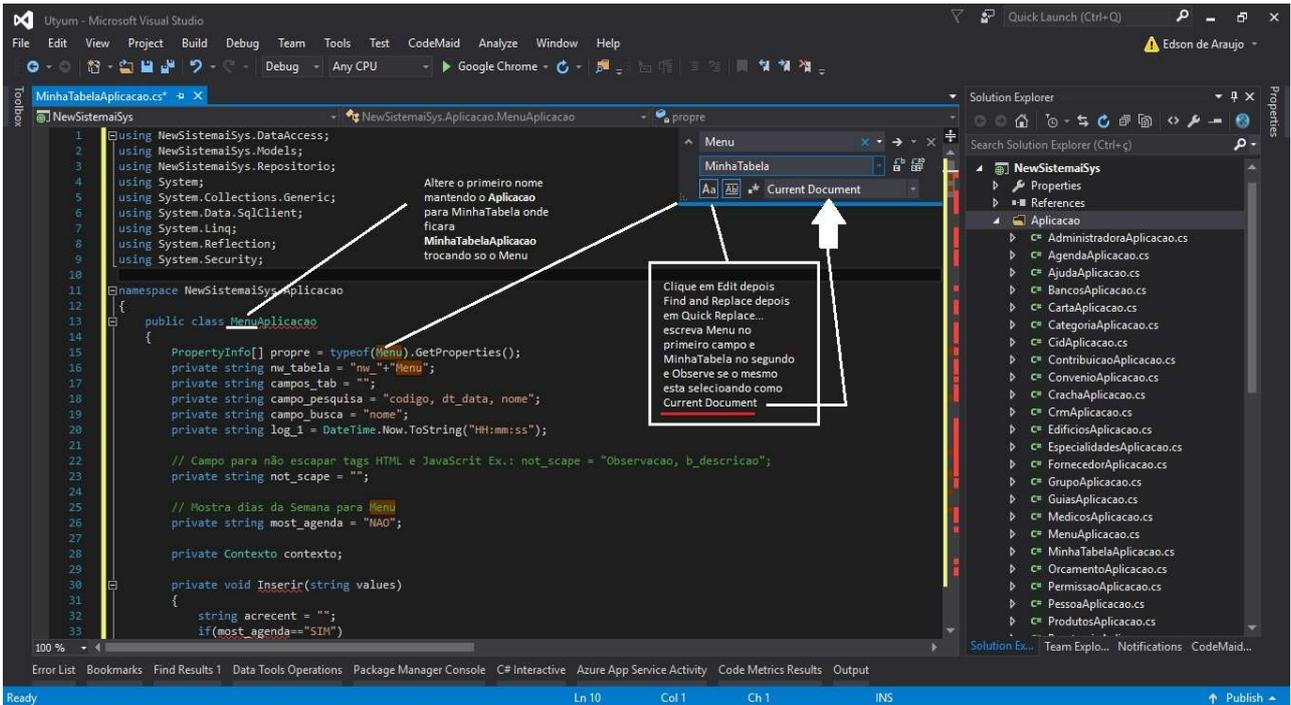 Utyum - Microsoft Visual Studio
Quick Launch (Ctrl+Q)
File Edit View Project Build Debug Team Tools Test CodeMaid Analyze Window Help
Edson de Araujo
Debug Any CPU Google Chrome
Toolbox
MinhaTabelaAplicacao.cs*
NewSistemaiSys
NewSistemaiSys.Aplicacao.MenuAplicacao
propre
Menu
MinhaTabela
Aa Ab .* Current Document
1 using NewSistemaiSys.DataAccess;
2 using NewSistemaiSys.Models;
3 using NewSistemaiSys.Repositorio;
4 using System;
5 using System.Collections.Generic;
6 using System.Data.SqlClient;
7 using System.Linq;
8 using System.Reflection;
9 using System.Security;
10
11 namespace NewSistemaiSys.Aplicacao
12 {
13 public class MenuAplicacao
14 {
15 PropertyInfo[] propre = typeof(Menu).GetProperties();
16 private string nw_tabela = "nw_"+"Menu";
17 private string campos_tab = "";
18 private string campo_pesquisa = "codigo, dt_data, nome";
19 private string campo_busca = "nome";
20 private string log_1 = DateTime.Now.ToString("HH:mm:ss");
21
22 // Campo para não escapar tags HTML e JavaScrit Ex.: not_scape = "Observacao, b_descricao";
23 private string not_scape = "";
24
25 // Mostra dias da Semana para Menu
26 private string most_agenda = "NAO";
27
28 private Contexto contexto;
29
30 private void Inserir(string values)
31 {
32 string acrecent = "";
33 if(most_agenda=="SIM")
Altere o primeiro nome
mantendo o Aplicacao
para MinhaTabela onde
ficara
MinhaTabelaAplicacao
trocando so o Menu
Clique em Edit depois
Find and Replace depois
em Quick Replace...
escreva Menu no
primeiro campo e
MinhaTabela no segundo
e Observe se o mesmo
esta selecioando como
Current Document
100 %
Solution Explorer
Properties
Search Solution Explorer (Ctrl+ç)
NewSistemaiSys
Properties
References
Aplicacao
C# AdministradoraAplicacao.cs
C# AgendaAplicacao.cs
C# AjudaAplicacao.cs
C# BancosAplicacao.cs
C# CartaAplicacao.cs
C# CategoriaAplicacao.cs
C# CidAplicacao.cs
C# ContribuicaoAplicacao.cs
C# ConvenioAplicacao.cs
C# CrachaAplicacao.cs
C# CrmAplicacao.cs
C# EdificiosAplicacao.cs
C# EspecialidadesAplicacao.cs
C# FornecedorAplicacao.cs
C# GrupoAplicacao.cs
C# GuiasAplicacao.cs
C# MedicosAplicacao.cs
C# MenuAplicacao.cs
C# MinhaTabelaAplicacao.cs
C# OrcamentoAplicacao.cs
C# PermissaoAplicacao.cs
C# PessoaAplicacao.cs
C# ProdutosAplicacao.cs
Solution Ex... Team Explo... Notifications CodeMaid...
Error List Bookmarks Find Results 1 Data Tools Operations Package Manager Console C# Interactive Azure App Service Activity Code Metrics Results Output
Ready Ln 10 Col 1 Ch 1 INS Publish